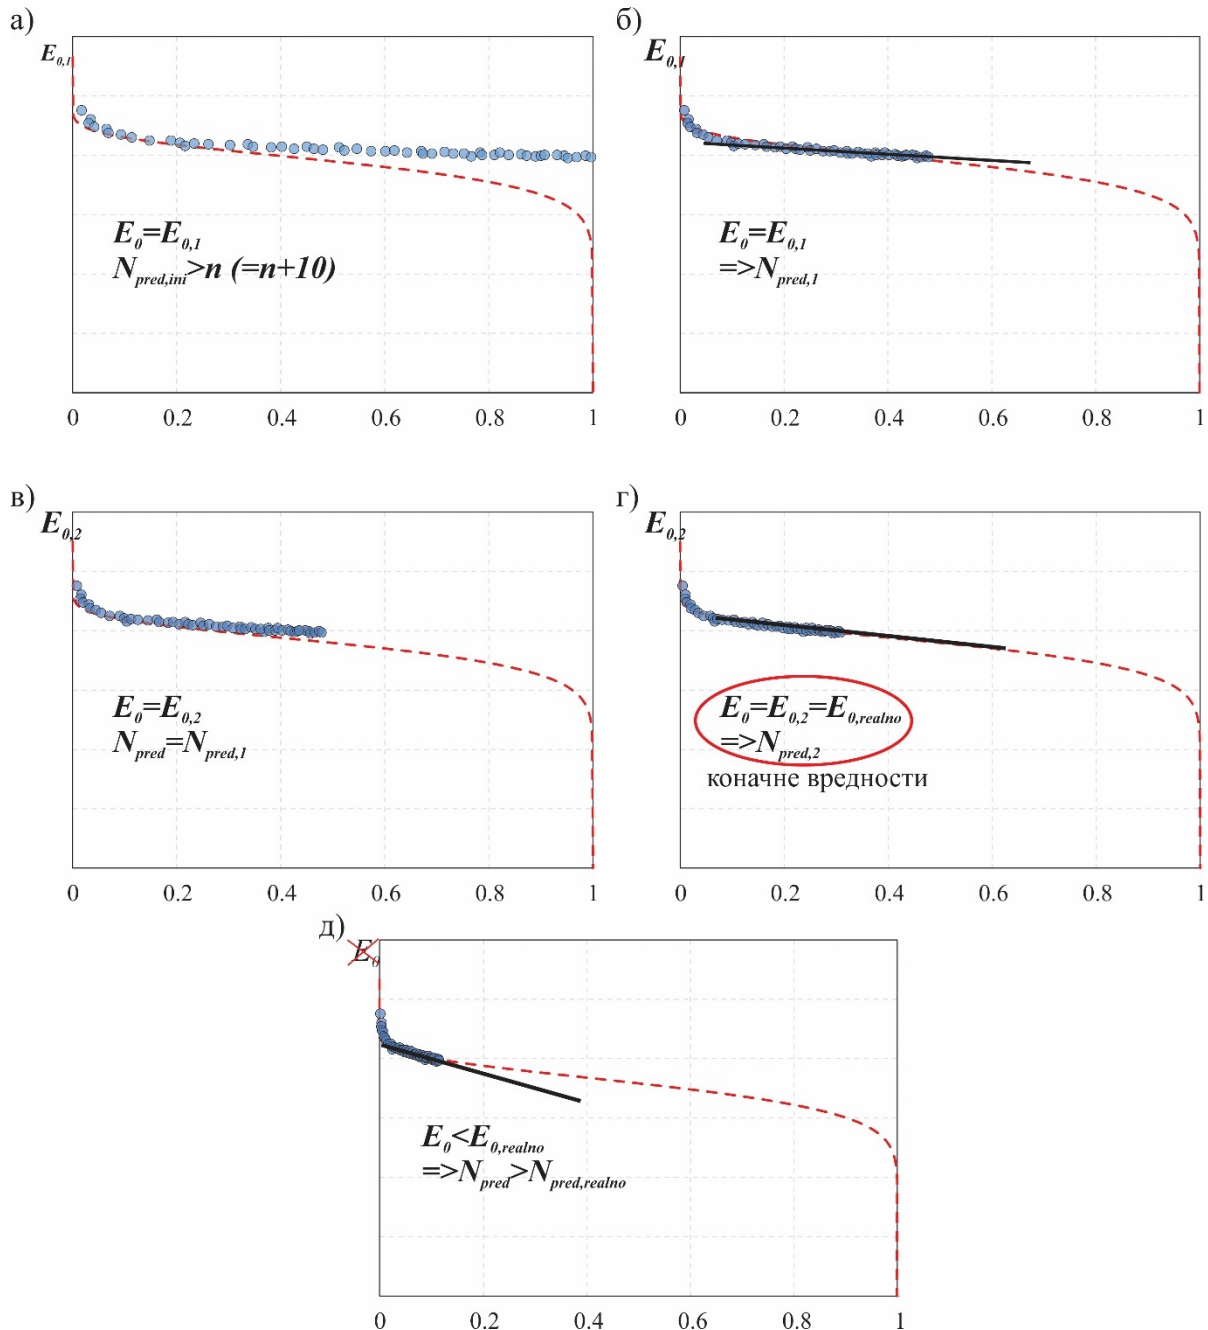 а)
E0,1
E0=E0,1
Npred,ini>n (=n+10)
0 0.2 0.4 0.6 0.8 1
б)
E0,1
E0=E0,1
=>Npred,1
0 0.2 0.4 0.6 0.8 1
в)
E0,2
E0=E0,2
Npred=Npred,1
0 0.2 0.4 0.6 0.8 1
г)
E0,2
E0=E0,2=E0,realno
=>Npred,2
коначне вредности
0 0.2 0.4 0.6 0.8 1
д)
E0
E0<E0,realno
=>Npred>Npred,realno
0 0.2 0.4 0.6 0.8 1